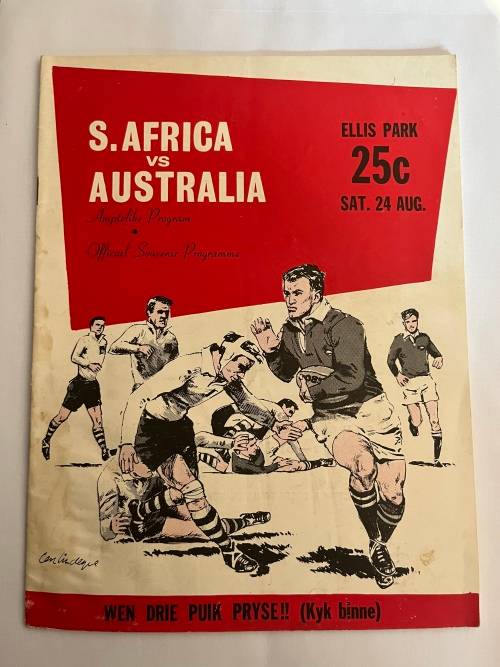 S. AFRICA
VS
AUSTRALIA
Amptelike Program
Official Souvenir Programme
ELLIS PARK
25c
SAT. 24 AUG.
WEN DRIE PUIK PRYSE!! (Kyk binne)